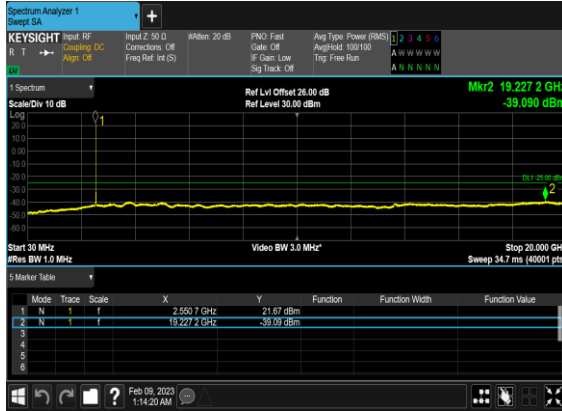 Spectrum Analyzer 1
Swept SA
+
KEYSIGHT Input: RF Input Z: 50 Ω #Atten: 20 dB PNO: Fast Avg Type: Power (RMS) 1 2 3 4 5 6
R T Coupling: DC Corrections: Off Gate: Off Avg|Hold: 100/100 A W W W W W
Align: Off Freq Ref: Int (S) IF Gain: Low Trig: Free Run
Sig Track: Off A N N N N N
1 Spectrum Ref Lvl Offset 26.00 dB Mkr2 19.227 2 GHz
Scale/Div 10 dB Ref Level 30.00 dBm -39.090 dBm
Log
1
20.0
10.0
0.00
-10.0
-20.0
DL1 -25.00 dBm
-30.0
2
-40.0
-50.0
-60.0
Start 30 MHz Video BW 3.0 MHz* Stop 20.000 GHz
#Res BW 1.0 MHz Sweep 34.7 ms (40001 pts)
5 Marker Table
Mode Trace Scale X Y Function Function Width Function Value
1 N 1 f 2.550 7 GHz 21.67 dBm
2 N 1 f 19.227 2 GHz -39.09 dBm
3
4
5
6
? Feb 09, 2023
1:14:20 AM